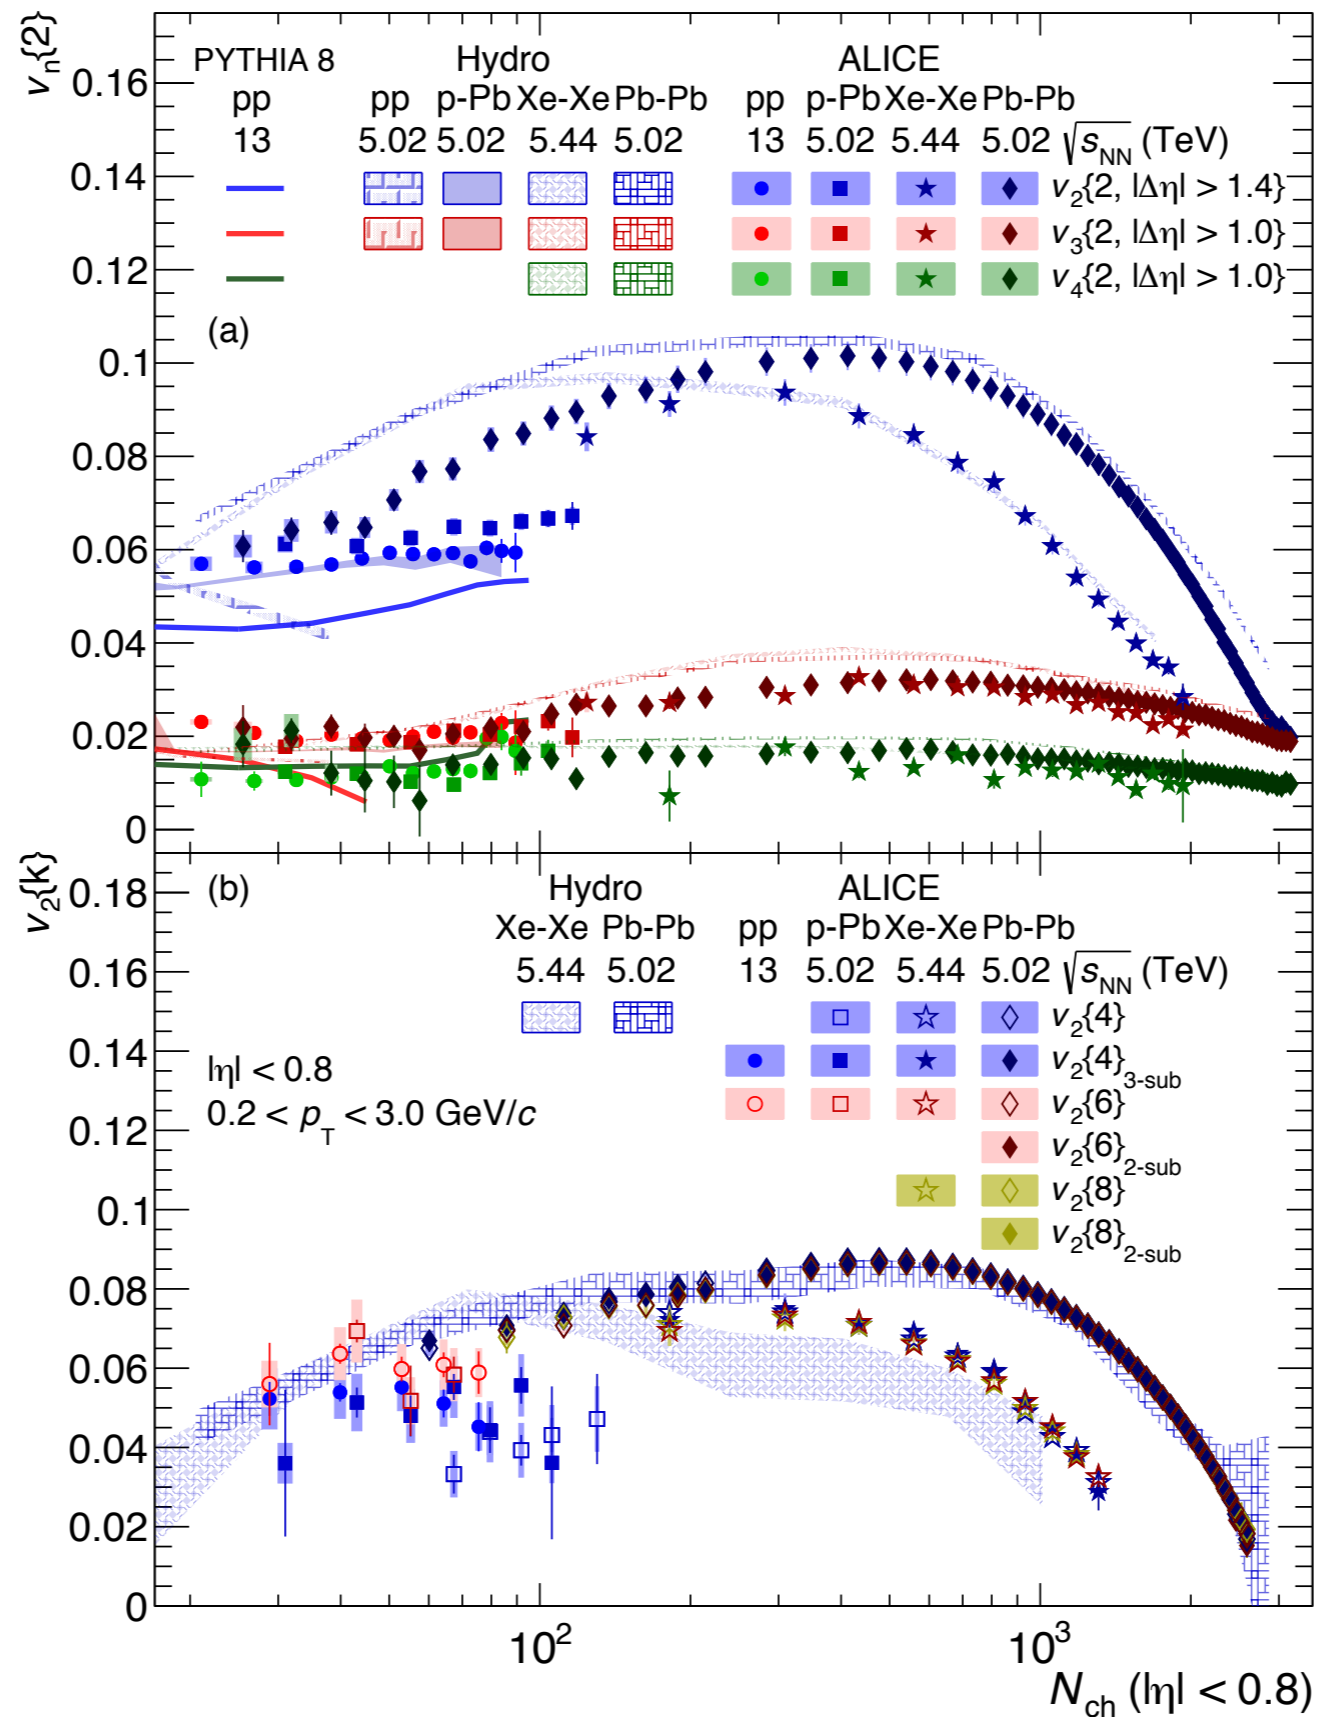 v_n{2}
PYTHIA 8 Hydro ALICE
pp pp p-Pb Xe-Xe Pb-Pb pp p-Pb Xe-Xe Pb-Pb
13 5.02 5.02 5.44 5.02 13 5.02 5.44 5.02 √s_NN (TeV)
v_2{2, |Δη| > 1.4}
v_3{2, |Δη| > 1.0}
v_4{2, |Δη| > 1.0}
(a)
0.16
0.14
0.12
0.1
0.08
0.06
0.04
0.02
0
v_2{k}
(b) Hydro ALICE
Xe-Xe Pb-Pb pp p-Pb Xe-Xe Pb-Pb
5.44 5.02 13 5.02 5.44 5.02 √s_NN (TeV)
v_2{4}
v_2{4}_3-sub
v_2{6}
v_2{6}_2-sub
v_2{8}
v_2{8}_2-sub
|η| < 0.8
0.2 < p_T < 3.0 GeV/c
0.18
0.16
0.14
0.12
0.1
0.08
0.06
0.04
0.02
0
10^2 10^3
N_ch (|η| < 0.8)